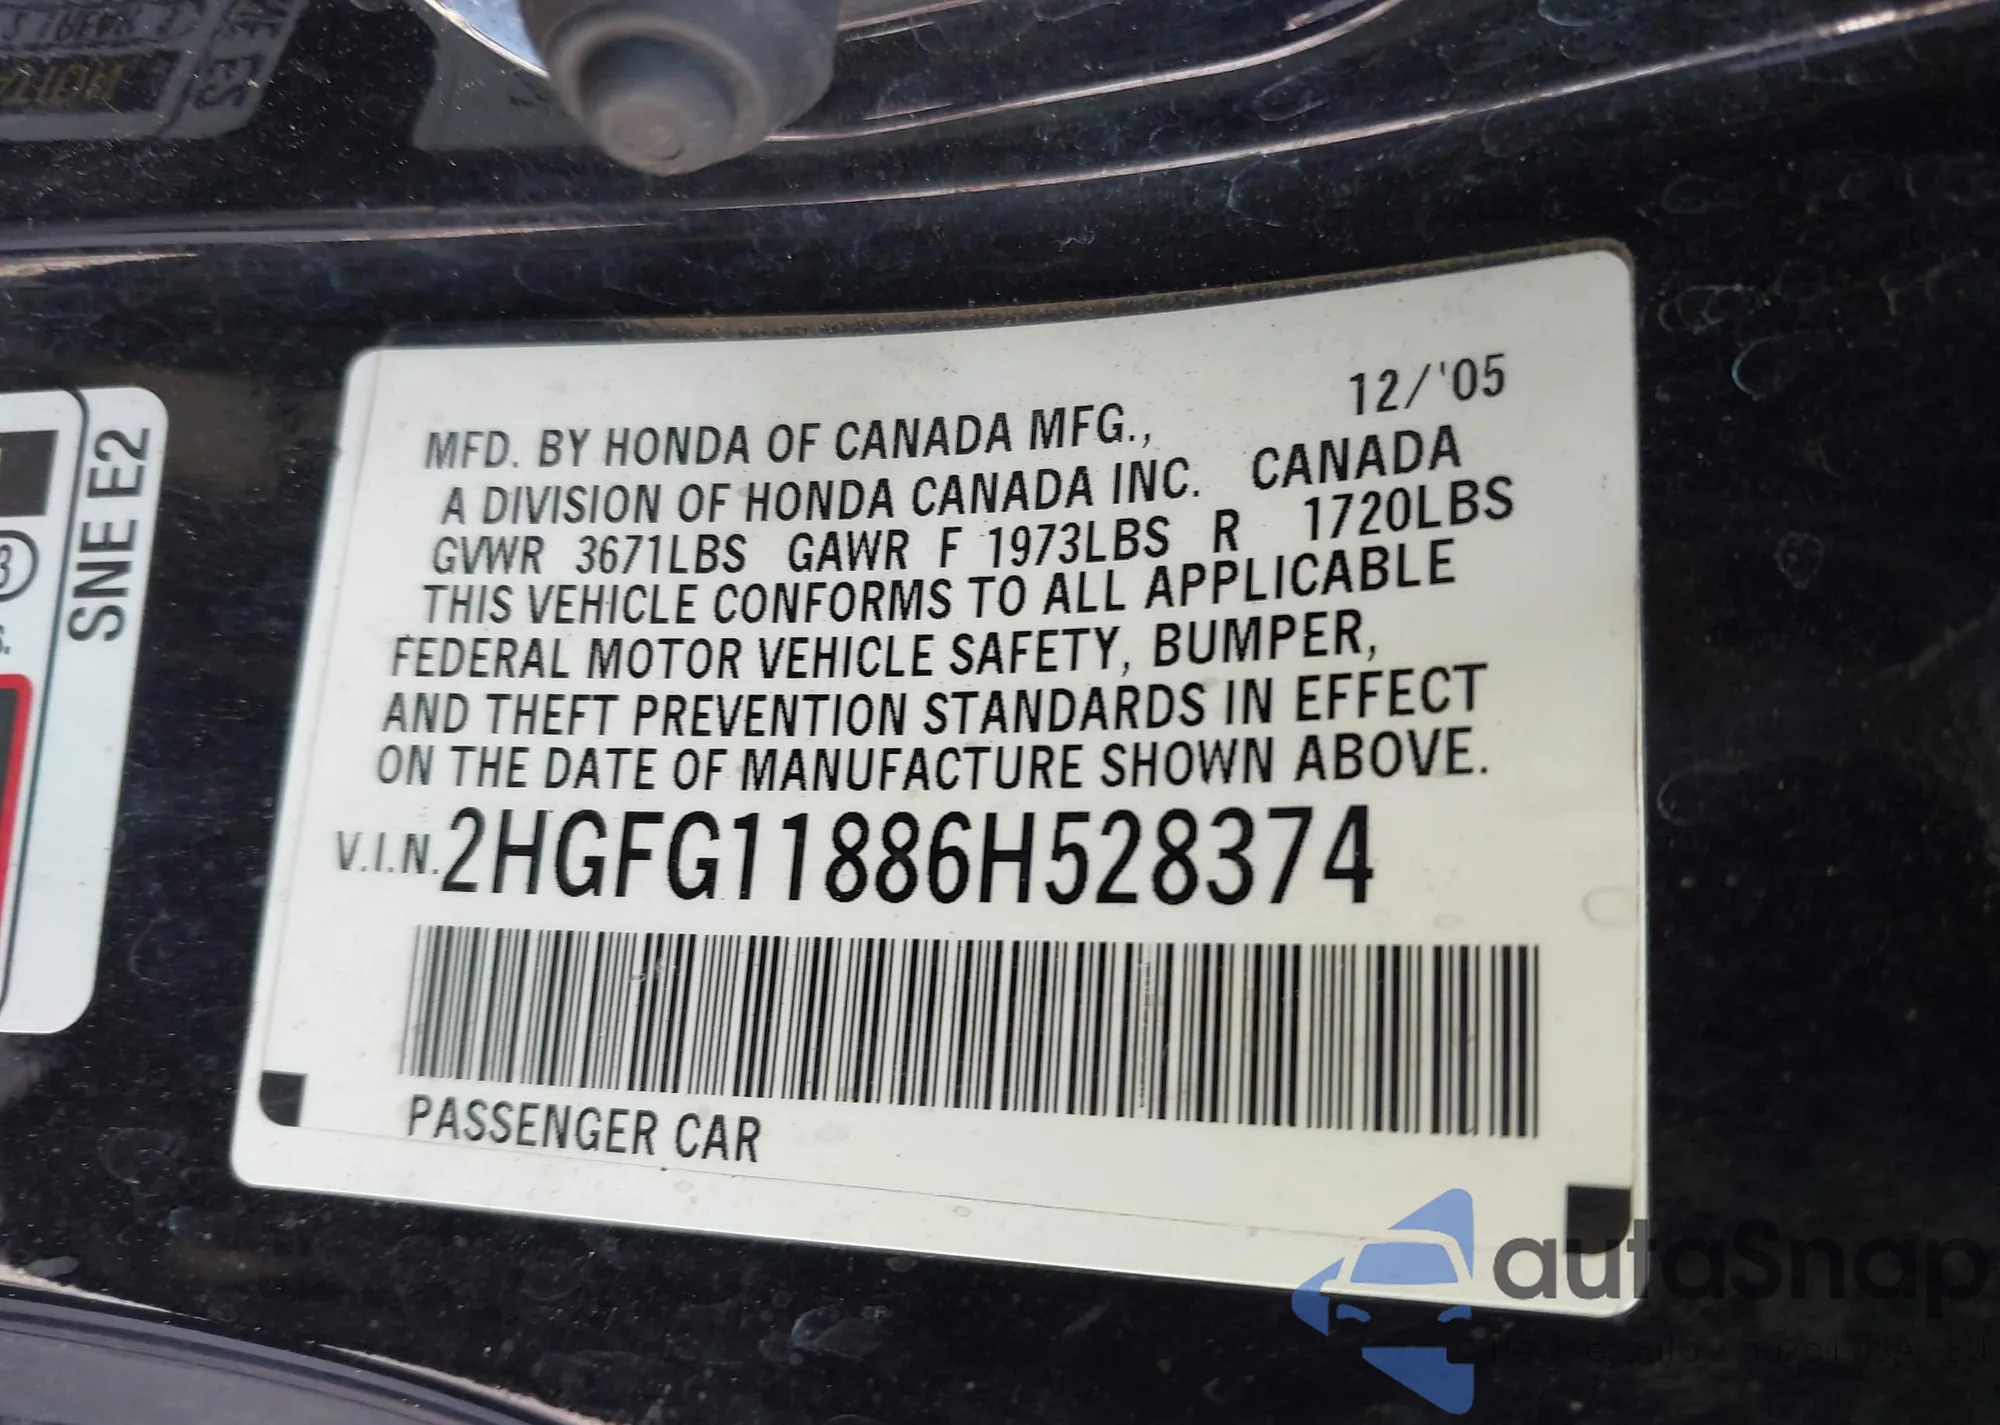 12/'05
MFD. BY HONDA OF CANADA MFG.,
A DIVISION OF HONDA CANADA INC. CANADA
GVWR 3671LBS GAWR F 1973LBS R 1720LBS
THIS VEHICLE CONFORMS TO ALL APPLICABLE
FEDERAL MOTOR VEHICLE SAFETY, BUMPER,
AND THEFT PREVENTION STANDARDS IN EFFECT
ON THE DATE OF MANUFACTURE SHOWN ABOVE.
V.I.N. 2HGFG11886H528374
PASSENGER CAR
SNE E2
autaSnap